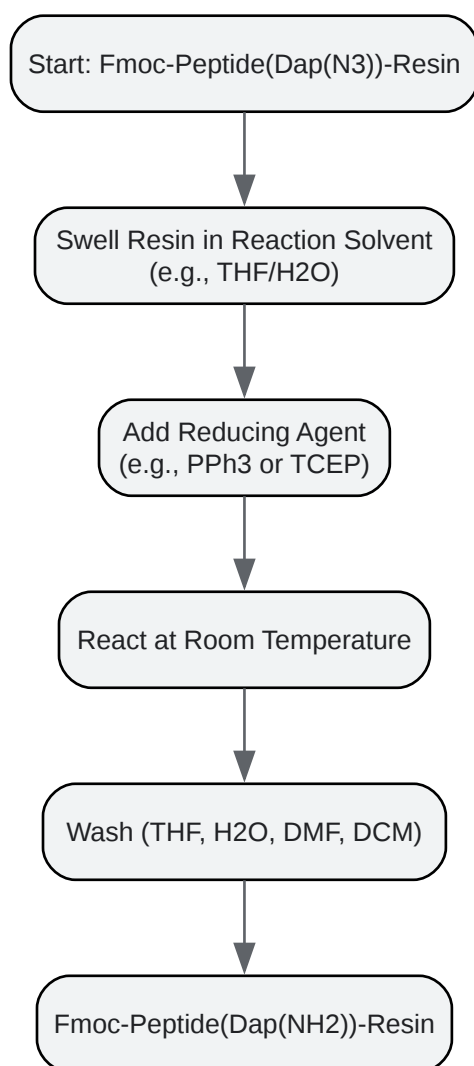 Start: Fmoc-Peptide(Dap(N3))-Resin
Swell Resin in Reaction Solvent
(e.g., THF/H2O)
Add Reducing Agent
(e.g., PPh3 or TCEP)
React at Room Temperature
Wash (THF, H2O, DMF, DCM)
Fmoc-Peptide(Dap(NH2))-Resin